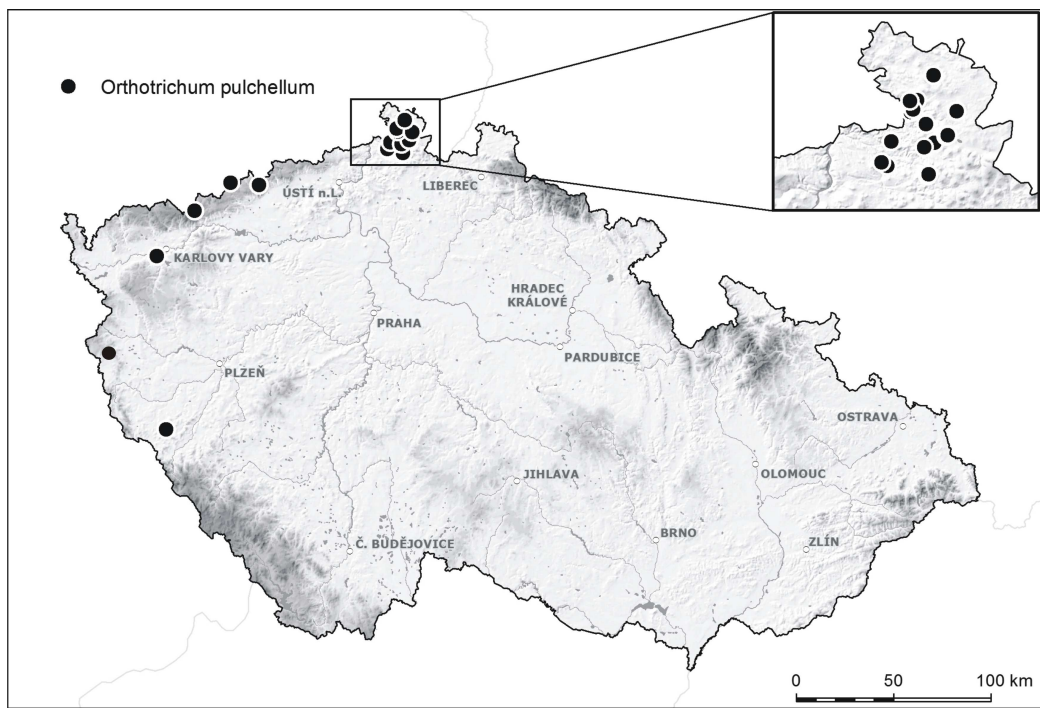 Orthotrichum pulchellum
ÚSTÍ n.L.
LIBEREC
KARLOVY VARY
HRADEC
KRÁLOVÉ
PRAHA
PARDUBICE
PLZEŇ
OSTRAVA
OLOMOUC
JIHLAVA
BRNO
ZLÍN
Č. BUDĚJOVICE
0 50 100 km